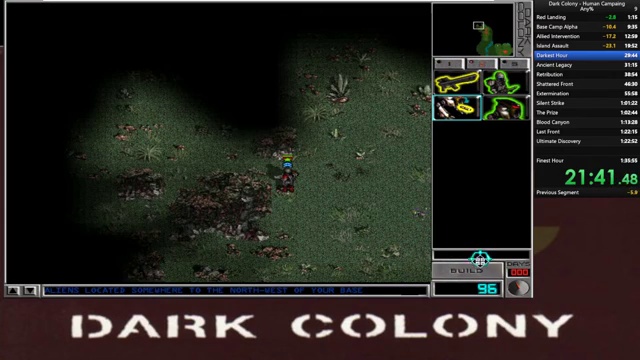 Dark Colony - Human Campaing
Any% 9
Red Landing -2.8 1:15
Base Camp Alpha -10.4 9:35
Allied Intervention -17.2 12:59
Island Assault -23.1 19:52
Darkest Hour 29:44
Ancient Legacy 31:15
Retribution 38:54
Shattered Front 46:30
Extermination 55:58
Silent Strike 1:01:22
The Prize 1:02:44
Blood Canyon 1:13:28
Last Front 1:22:15
Ultimate Discovery 1:22:52
Finest Hour 1:35:55
21:41.48
Previous Segment -5.9
DARK COLONY
BUILD
DAYS
000
96
ALIENS LOCATED SOMEWHERE TO THE NORTH-WEST OF YOUR BASE
DARK COLONY